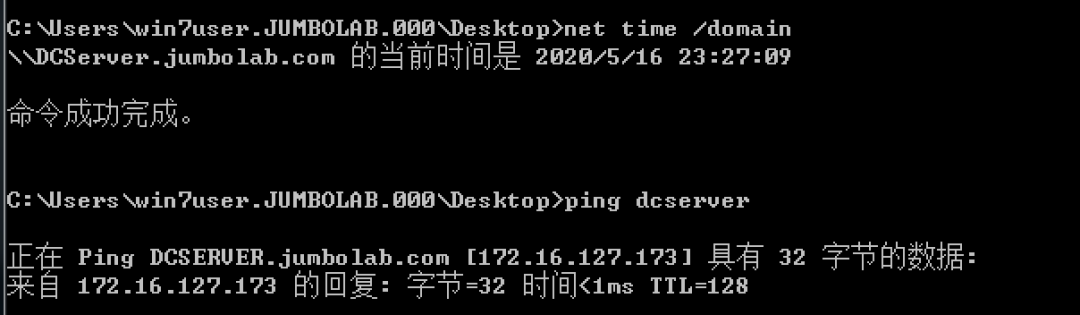 C:\Users\win7user.JUMBOLAB.000\Desktop>net time /domain
\\DCServer.jumbolab.com 的当前时间是 2020/5/16 23:27:09
命令成功完成。
C:\Users\win7user.JUMBOLAB.000\Desktop>ping dcserver
正在 Ping DCSERVER.jumbolab.com [172.16.127.173] 具有 32 字节的数据:
来自 172.16.127.173 的回复: 字节=32 时间<1ms TTL=128